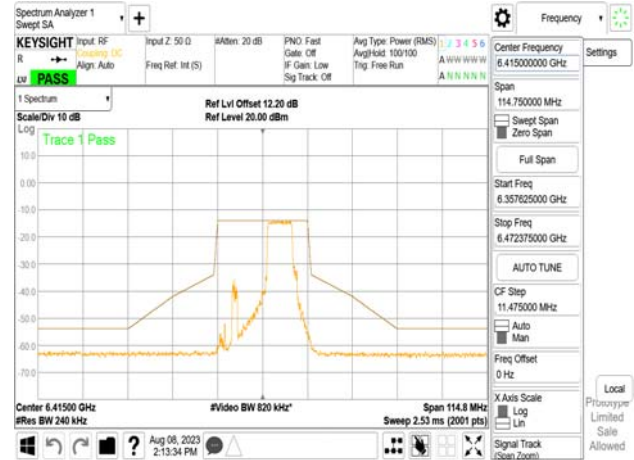 Spectrum Analyzer 1
Swept SA
Frequency
KEYSIGHT
R
LVI PASS
Input: RF
Coupling: DC
Align: Auto
Input Z: 50 Ω
Freq Ref: Int (S)
#Atten: 20 dB
PNO: Fast
Gate: Off
IF Gain: Low
Sig Track: Off
Avg Type: Power (RMS)
Avg|Hold: 100/100
Trig: Free Run
1 2 3 4 5 6
A W W W W W
A N N N N N
1 Spectrum
Scale/Div 10 dB
Ref Lvl Offset 12.20 dB
Ref Level 20.00 dBm
Log
Trace 1 Pass
10.0
0.00
-10.0
-20.0
-30.0
-40.0
-50.0
-60.0
-70.0
Center 6.41500 GHz
#Res BW 240 kHz
#Video BW 820 kHz*
Span 114.8 MHz
Sweep 2.53 ms (2001 pts)
Aug 08, 2023
2:13:34 PM
Center Frequency
6.415000000 GHz
Settings
Span
114.750000 MHz
Swept Span
Zero Span
Full Span
Start Freq
6.357625000 GHz
Stop Freq
6.472375000 GHz
AUTO TUNE
CF Step
11.475000 MHz
Auto
Man
Freq Offset
0 Hz
X Axis Scale
Log
Lin
Signal Track
(Span Zoom)
Local
Prototype
Limited
Sale
Allowed